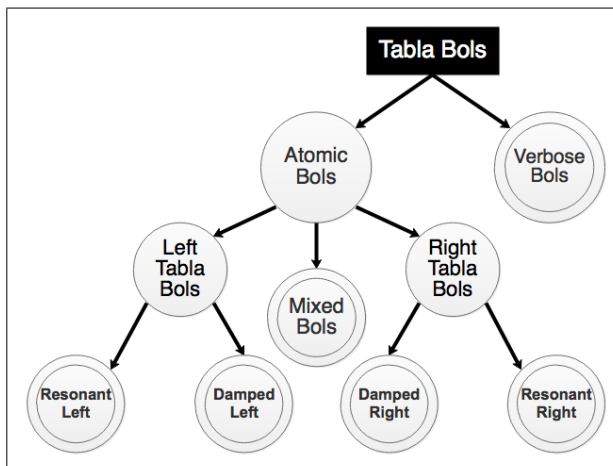 Tabla Bols
Atomic
Bols
Verbose
Bols
Left
Tabla
Bols
Mixed
Bols
Right
Tabla
Bols
Resonant
Left
Damped
Left
Damped
Right
Resonant
Right